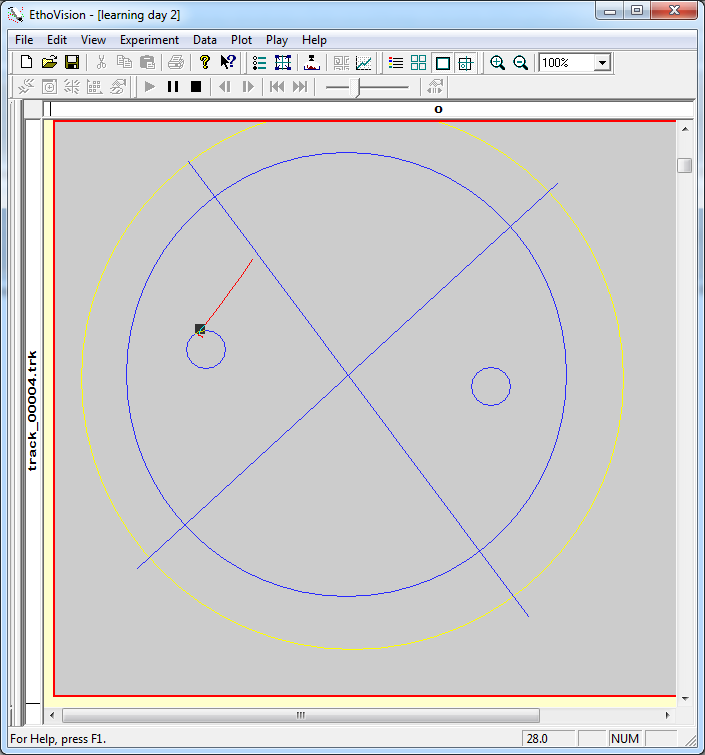 EthoVision - [learning day 2]
File Edit View Experiment Data Plot Play Help
100%
0
track_00004.trk
For Help, press F1.
28.0
NUM